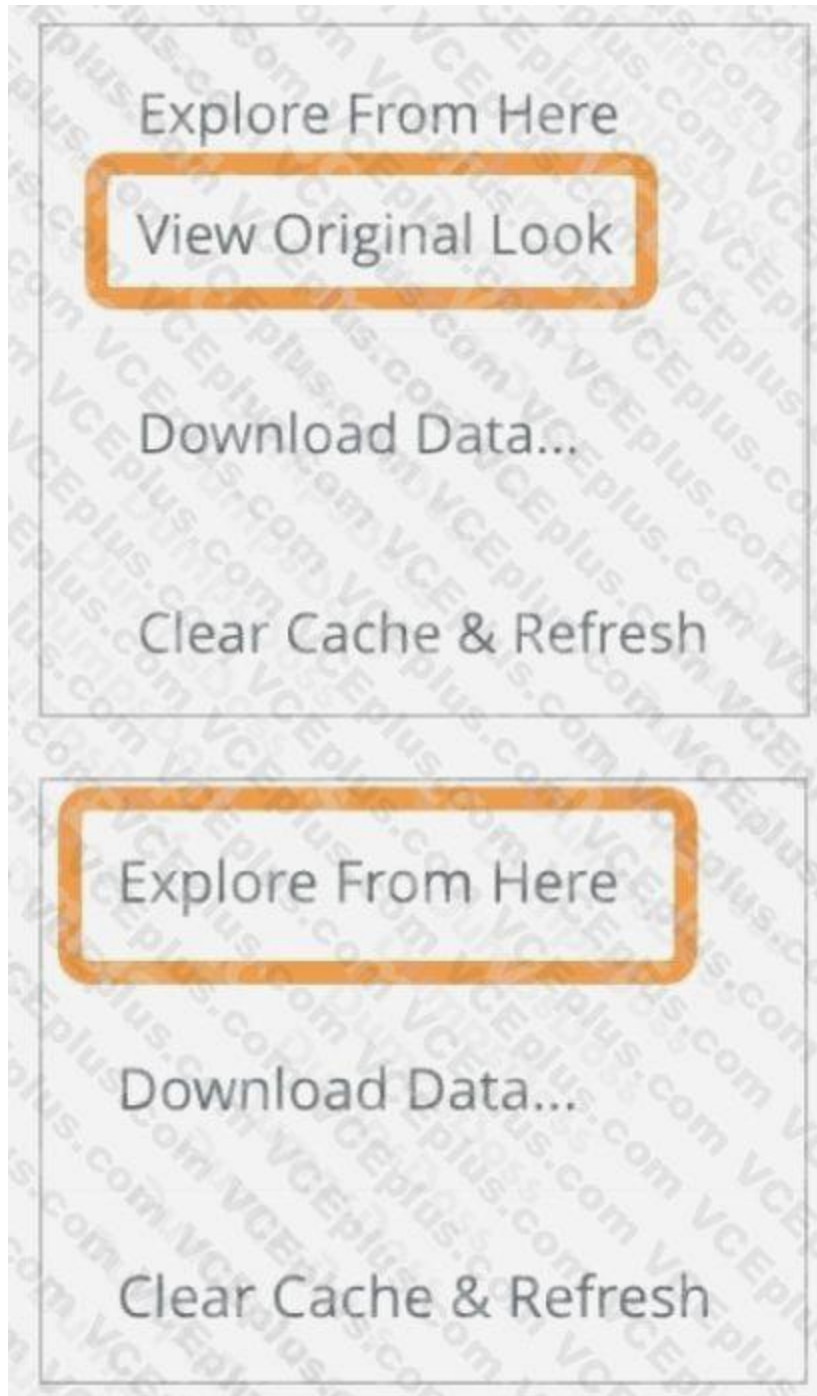 Explore From Here
View Original Look
Download Data...
Clear Cache & Refresh
Explore From Here
Download Data...
Clear Cache & Refresh